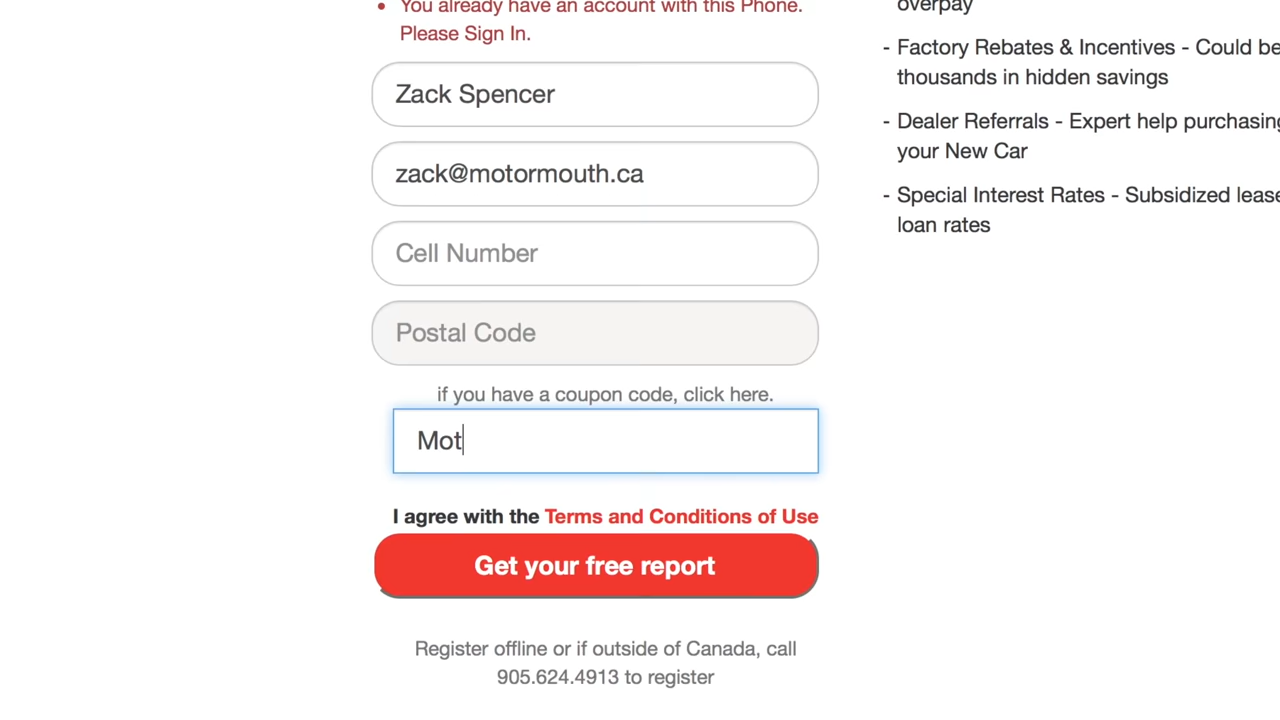 • You already have an account with this Phone.
Please Sign In.
Zack Spencer
zack@motormouth.ca
Cell Number
Postal Code
if you have a coupon code, click here.
Mot
I agree with the Terms and Conditions of Use
Get your free report
Register offline or if outside of Canada, call
905.624.4913 to register
overpay
- Factory Rebates & Incentives - Could be
thousands in hidden savings
- Dealer Referrals - Expert help purchasing
your New Car
- Special Interest Rates - Subsidized lease
loan rates